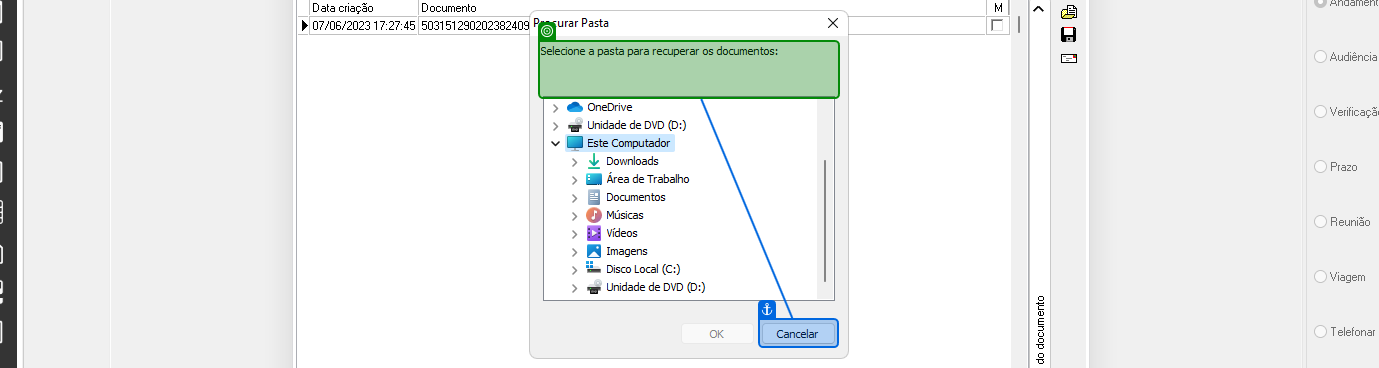 Data criação Documento M
07/06/2023 17:27:45 503151290202382409
Procurar Pasta
Selecione a pasta para recuperar os documentos:
OneDrive
Unidade de DVD (D:)
Este Computador
Downloads
Área de Trabalho
Documentos
Músicas
Vídeos
Imagens
Disco Local (C:)
Unidade de DVD (D:)
OK Cancelar
do documento
Andament
Audiência
Verificaçã
Prazo
Reunião
Viagem
Telefonar